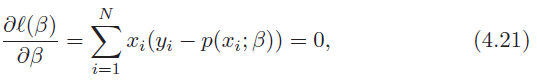 ∂ℓ(β)/∂β = ∑_{i=1}^{N} x_i(y_i − p(x_i; β)) = 0, (4.21)